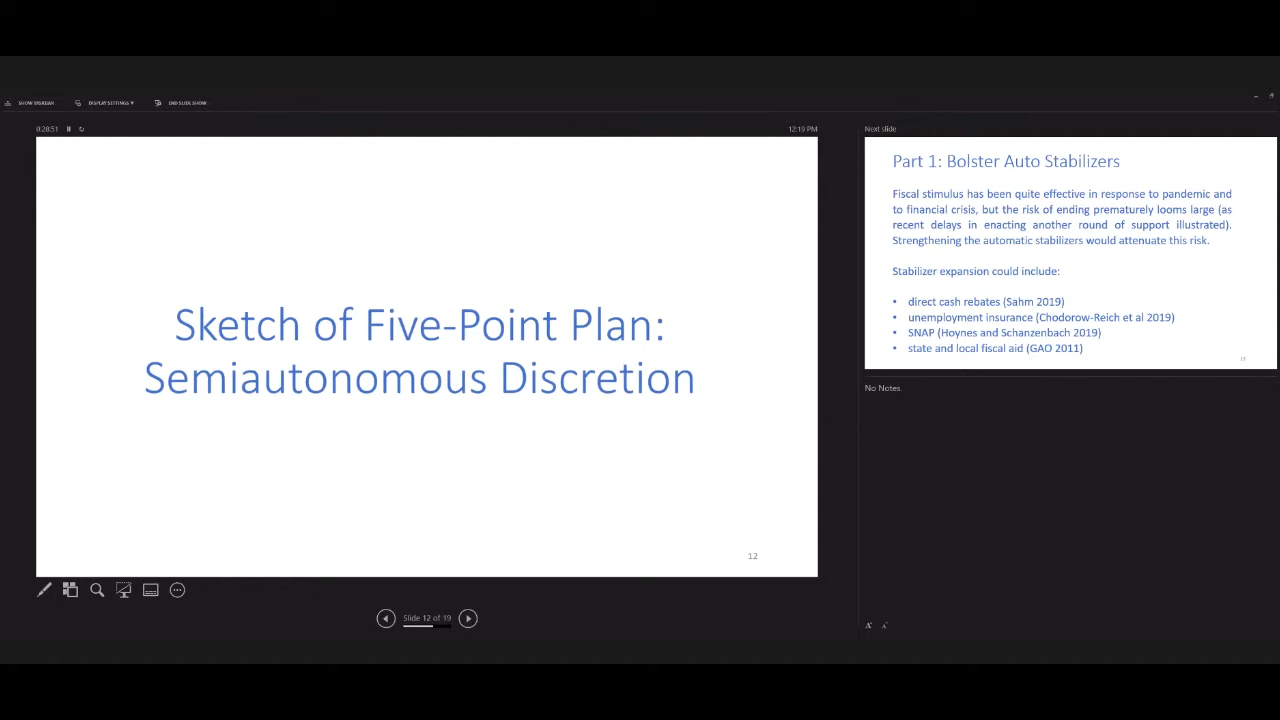 SHOW TASKBAR DISPLAY SETTINGS ▾ END SLIDE SHOW
0:28:51 12:19 PM
Sketch of Five-Point Plan:
Semiautonomous Discretion
12
Slide 12 of 19
Next slide
Part 1: Bolster Auto Stabilizers
Fiscal stimulus has been quite effective in response to pandemic and
to financial crisis, but the risk of ending prematurely looms large (as
recent delays in enacting another round of support illustrated).
Strengthening the automatic stabilizers would attenuate this risk.
Stabilizer expansion could include:
• direct cash rebates (Sahm 2019)
• unemployment insurance (Chodorow-Reich et al 2019)
• SNAP (Hoynes and Schanzenbach 2019)
• state and local fiscal aid (GAO 2011)
13
No Notes.
A A